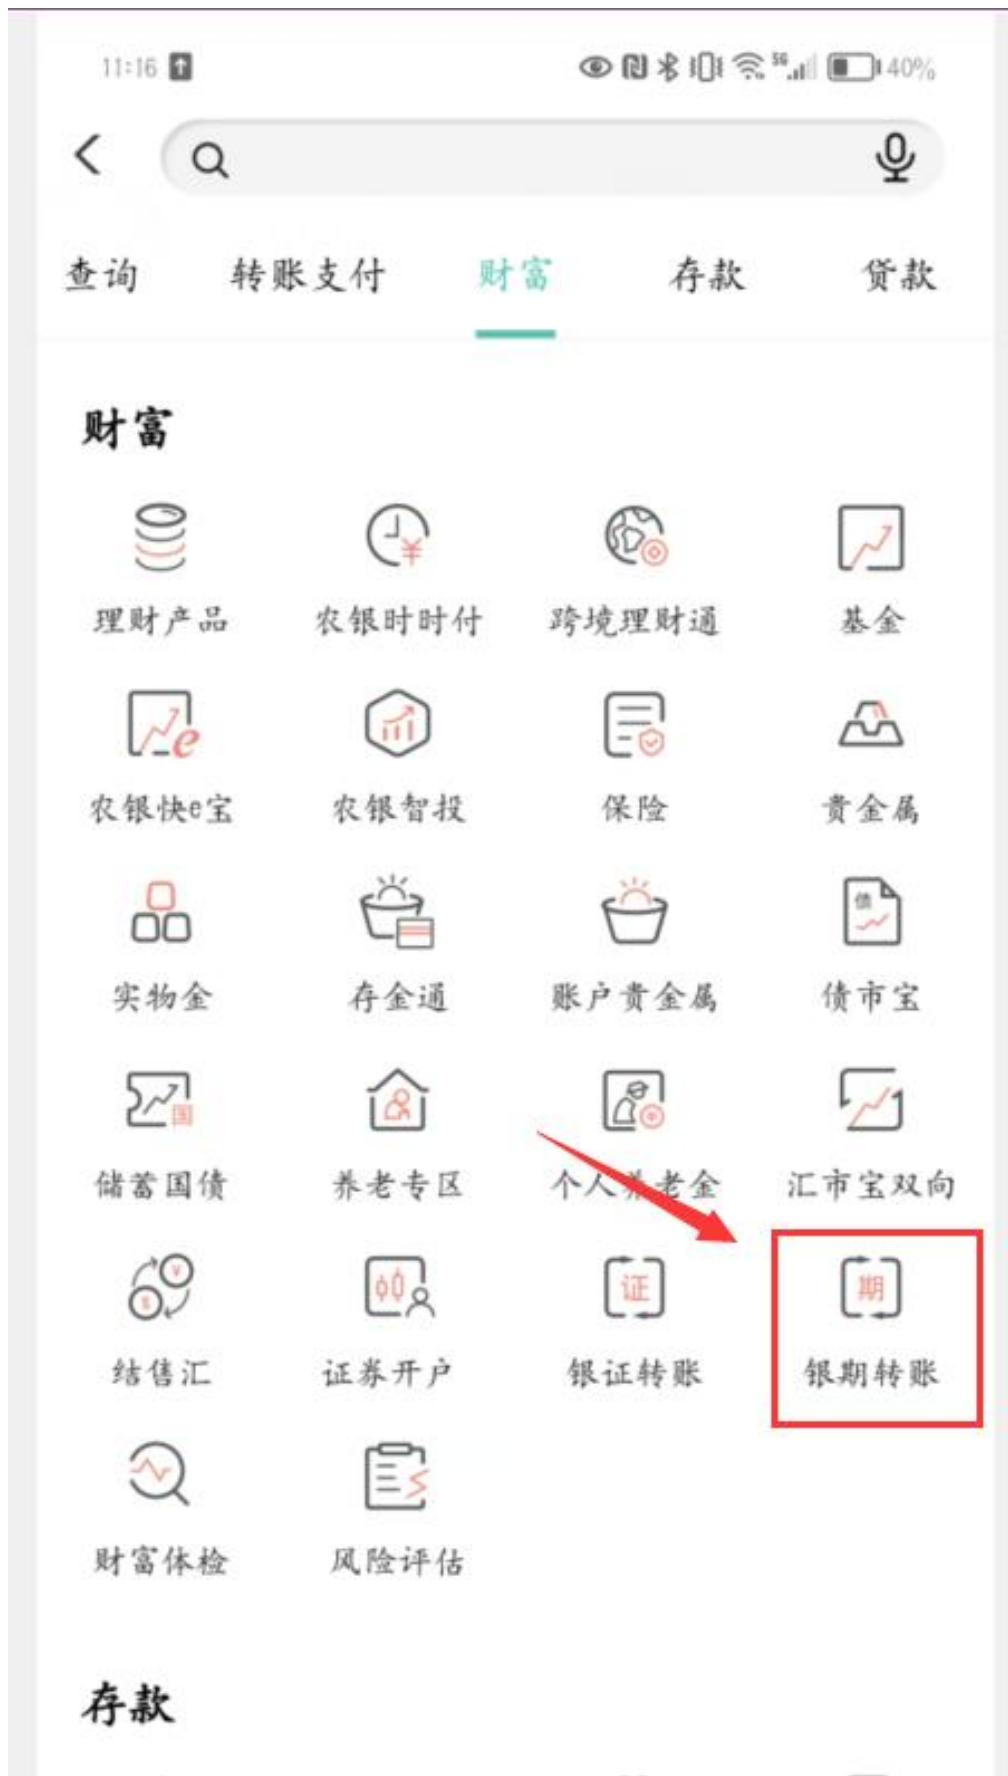 11:16
5G 40%
查询 转账支付 财富 存款 贷款
财富
理财产品 农银时时付 跨境理财通 基金
农银快e宝 农银智投 保险 贵金属
债
实物金 存金通 账户贵金属 债市宝
国
储蓄国债 养老专区 个人养老金 汇市宝双向
¥ $ 证 期
结售汇 证券开户 银证转账 银期转账
财富体检 风险评估
存款